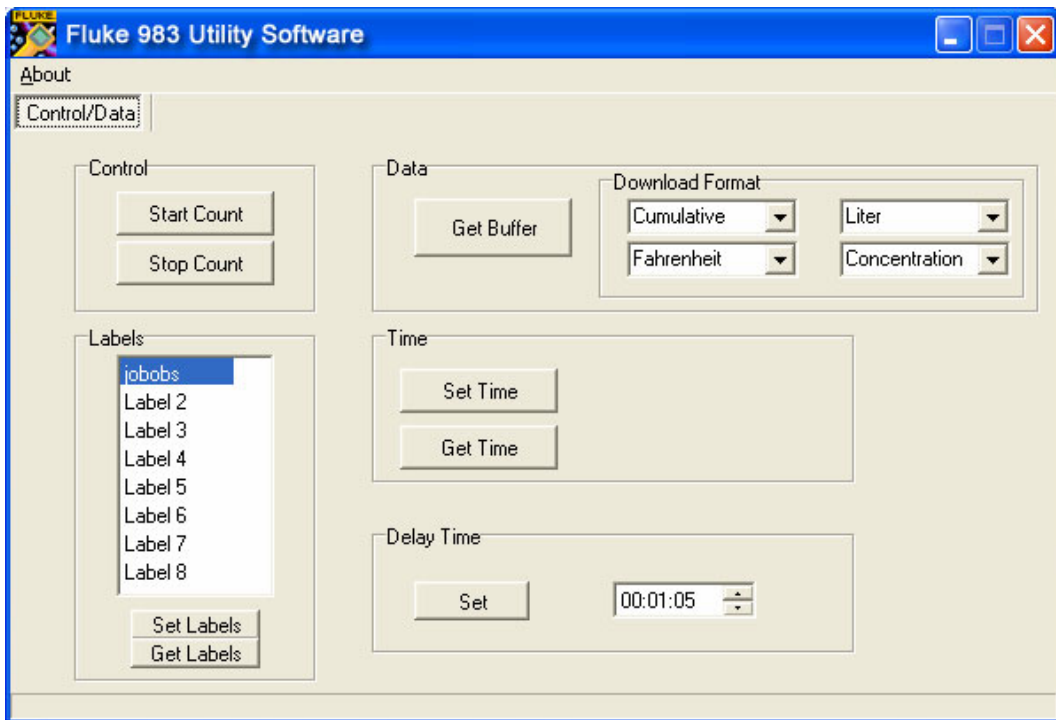 FLUKE
Fluke 983 Utility Software
About
Control/Data
Control
Start Count
Stop Count
Data
Get Buffer
Download Format
Cumulative
Liter
Fahrenheit
Concentration
Labels
jobobs
Label 2
Label 3
Label 4
Label 5
Label 6
Label 7
Label 8
Set Labels
Get Labels
Time
Set Time
Get Time
Delay Time
Set
00:01:05